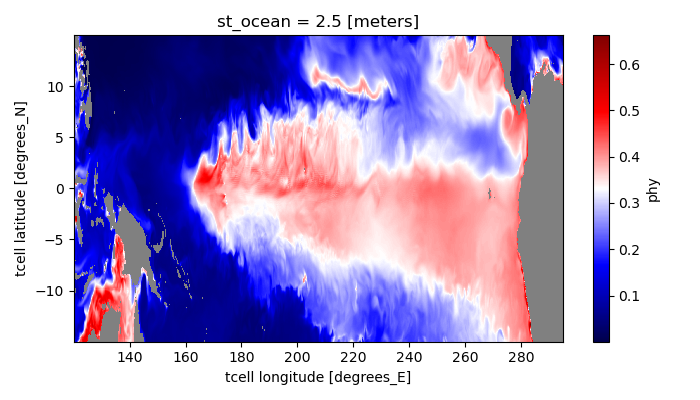 st_ocean = 2.5 [meters]
tcell latitude [degrees_N]
10
5
0
−5
−10
140 160 180 200 220 240 260 280
tcell longitude [degrees_E]
0.6
0.5
0.4
0.3
0.2
0.1
phy